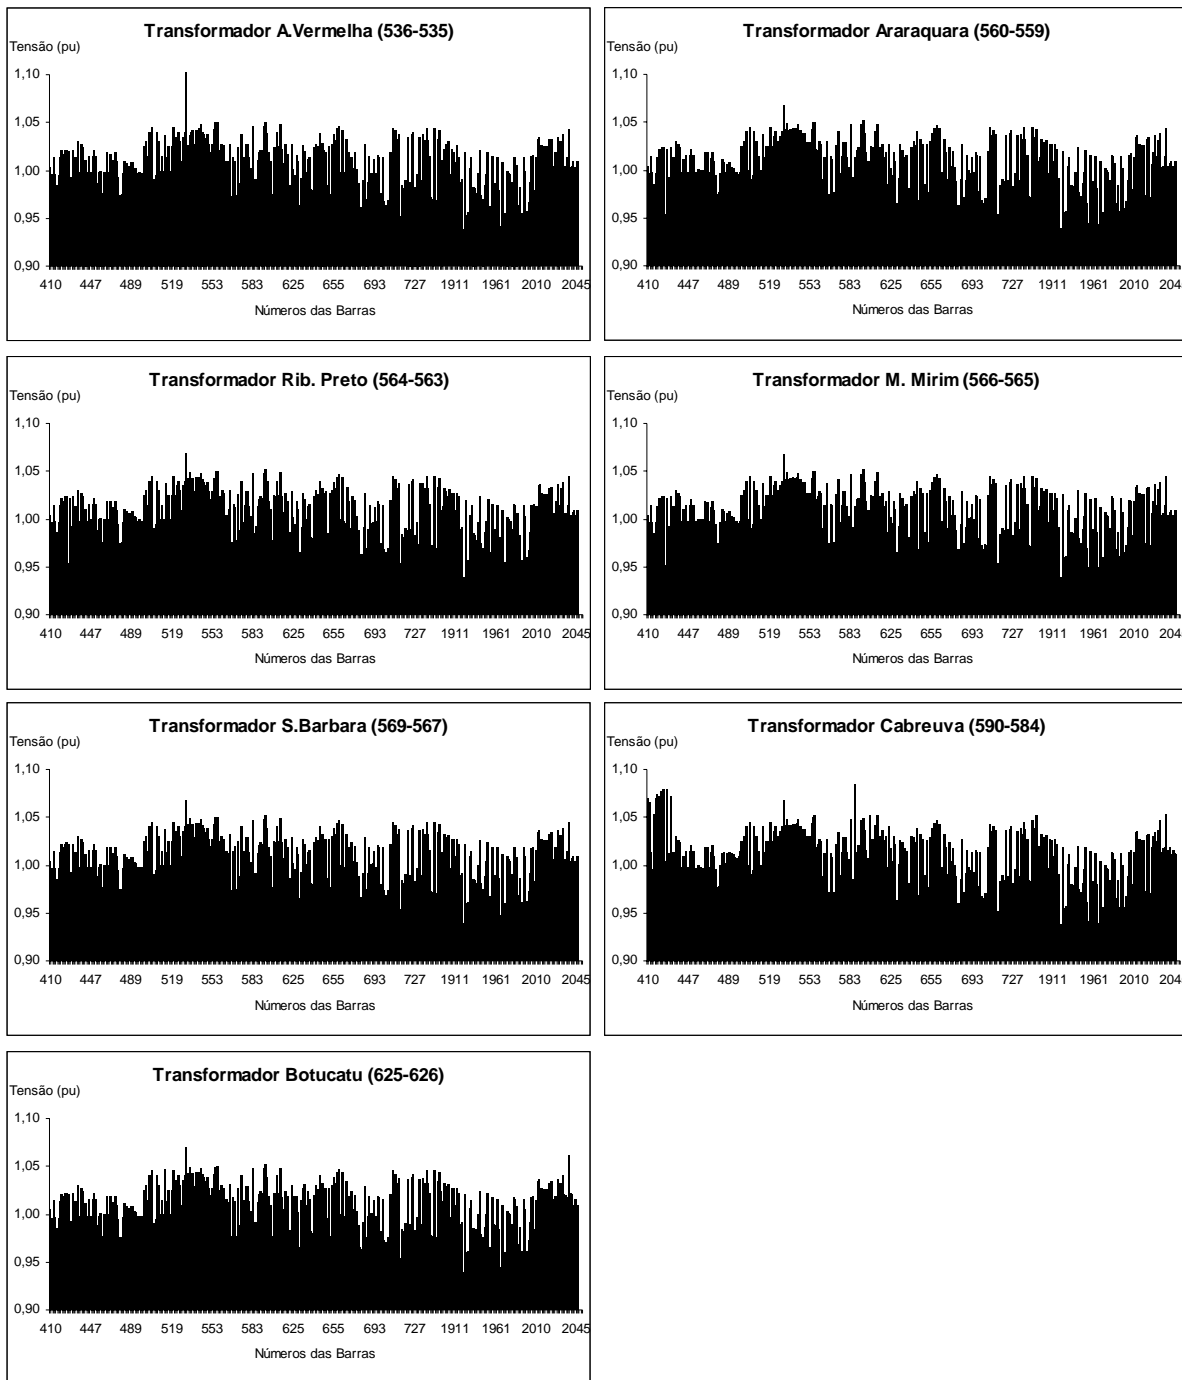 Transformador A.Vermelha (536-535)
Tensão (pu)
1,10
1,05
1,00
0,95
0,90
410 447 489 519 553 583 625 655 693 727 1911 1961 2010 2045
Números das Barras
Transformador Araraquara (560-559)
Tensão (pu)
1,10
1,05
1,00
0,95
0,90
410 447 489 519 553 583 625 655 693 727 1911 1961 2010 204
Números das Barras
Transformador Rib. Preto (564-563)
Tensão (pu)
1,10
1,05
1,00
0,95
0,90
410 447 489 519 553 583 625 655 693 727 1911 1961 2010 2045
Números das Barras
Transformador M. Mirim (566-565)
Tensão (pu)
1,10
1,05
1,00
0,95
0,90
410 447 489 519 553 583 625 655 693 727 1911 1961 2010 204
Números das Barras
Transformador S.Barbara (569-567)
Tensão (pu)
1,10
1,05
1,00
0,95
0,90
410 447 489 519 553 583 625 655 693 727 1911 1961 2010 2045
Números das Barras
Transformador Cabreuva (590-584)
Tensão (pu)
1,10
1,05
1,00
0,95
0,90
410 447 489 519 553 583 625 655 693 727 1911 1961 2010 204
Números das Barras
Transformador Botucatu (625-626)
Tensão (pu)
1,10
1,05
1,00
0,95
0,90
410 447 489 519 553 583 625 655 693 727 1911 1961 2010 2045
Números das Barras